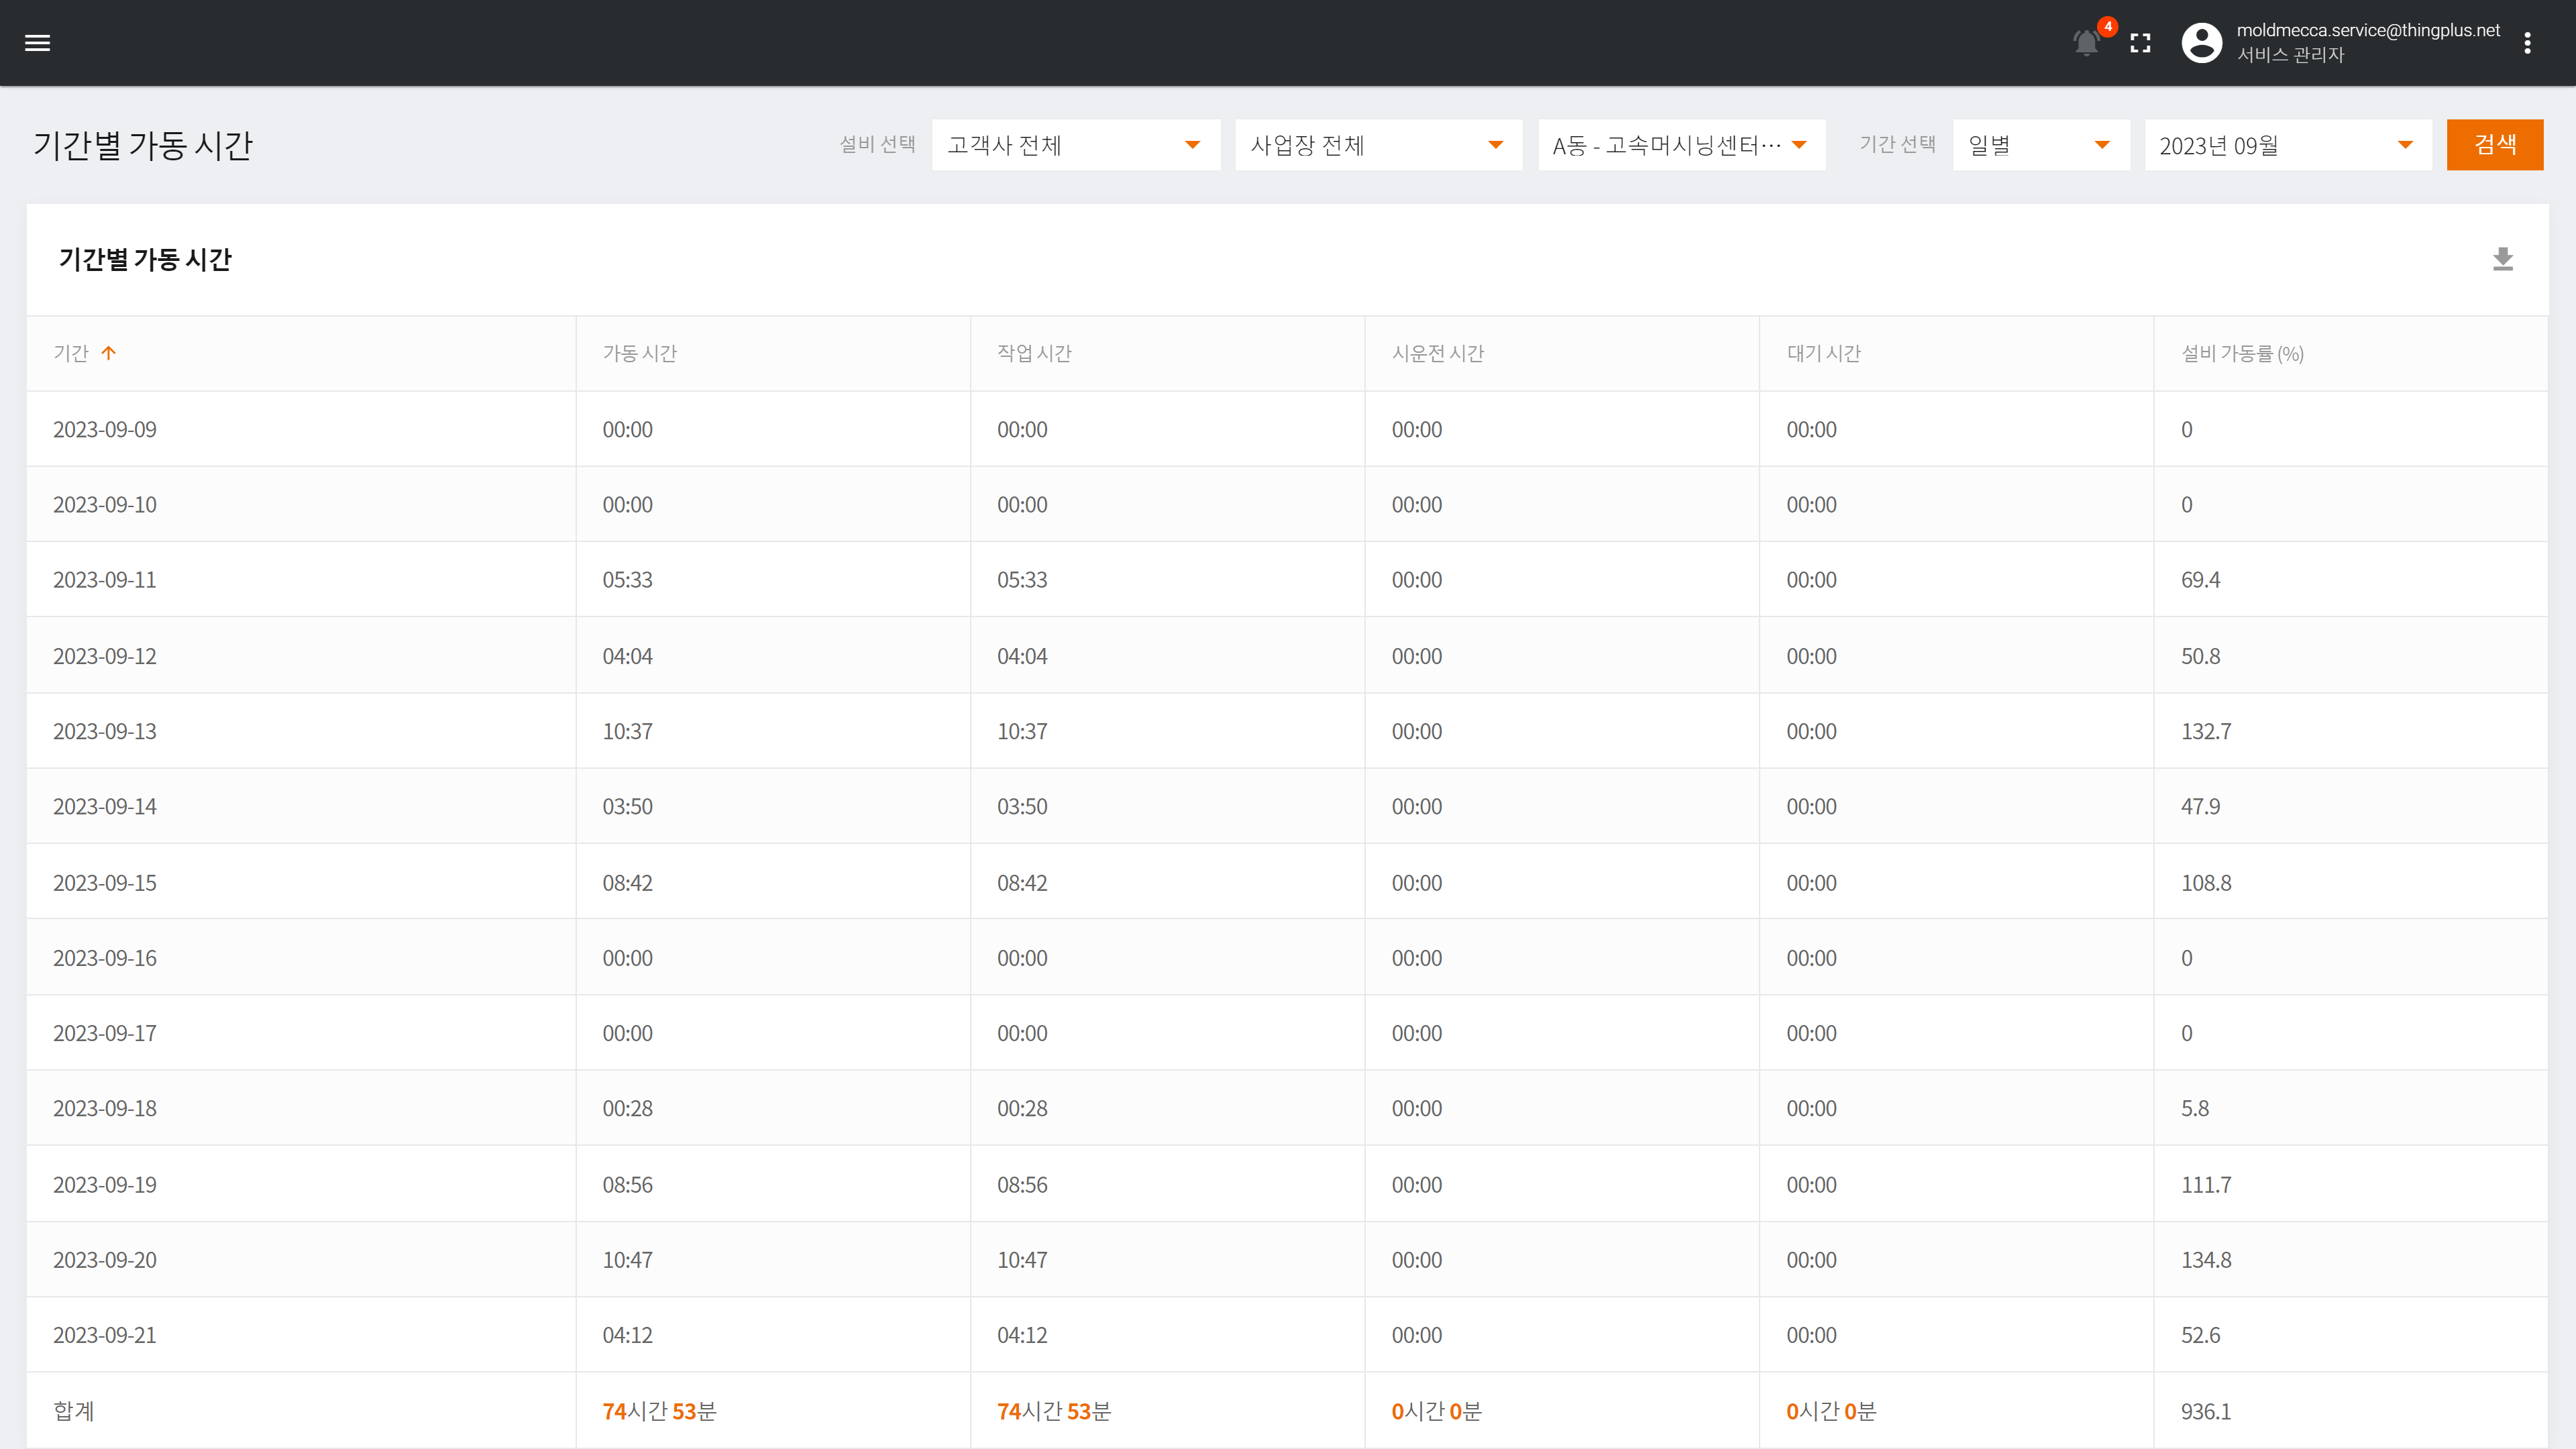 4
moldmecca.service@thingplus.net
서비스 관리자
기간별 가동 시간 설비 선택 고객사 전체 사업장 전체 A동 - 고속머시닝센터··· 기간 선택 일별 2023년 09월 검색
기간별 가동 시간
기간 가동 시간 작업 시간 시운전 시간 대기 시간 설비 가동률 (%)
2023-09-09 00:00 00:00 00:00 00:00 0
2023-09-10 00:00 00:00 00:00 00:00 0
2023-09-11 05:33 05:33 00:00 00:00 69.4
2023-09-12 04:04 04:04 00:00 00:00 50.8
2023-09-13 10:37 10:37 00:00 00:00 132.7
2023-09-14 03:50 03:50 00:00 00:00 47.9
2023-09-15 08:42 08:42 00:00 00:00 108.8
2023-09-16 00:00 00:00 00:00 00:00 0
2023-09-17 00:00 00:00 00:00 00:00 0
2023-09-18 00:28 00:28 00:00 00:00 5.8
2023-09-19 08:56 08:56 00:00 00:00 111.7
2023-09-20 10:47 10:47 00:00 00:00 134.8
2023-09-21 04:12 04:12 00:00 00:00 52.6
합계 74시간 53분 74시간 53분 0시간 0분 0시간 0분 936.1